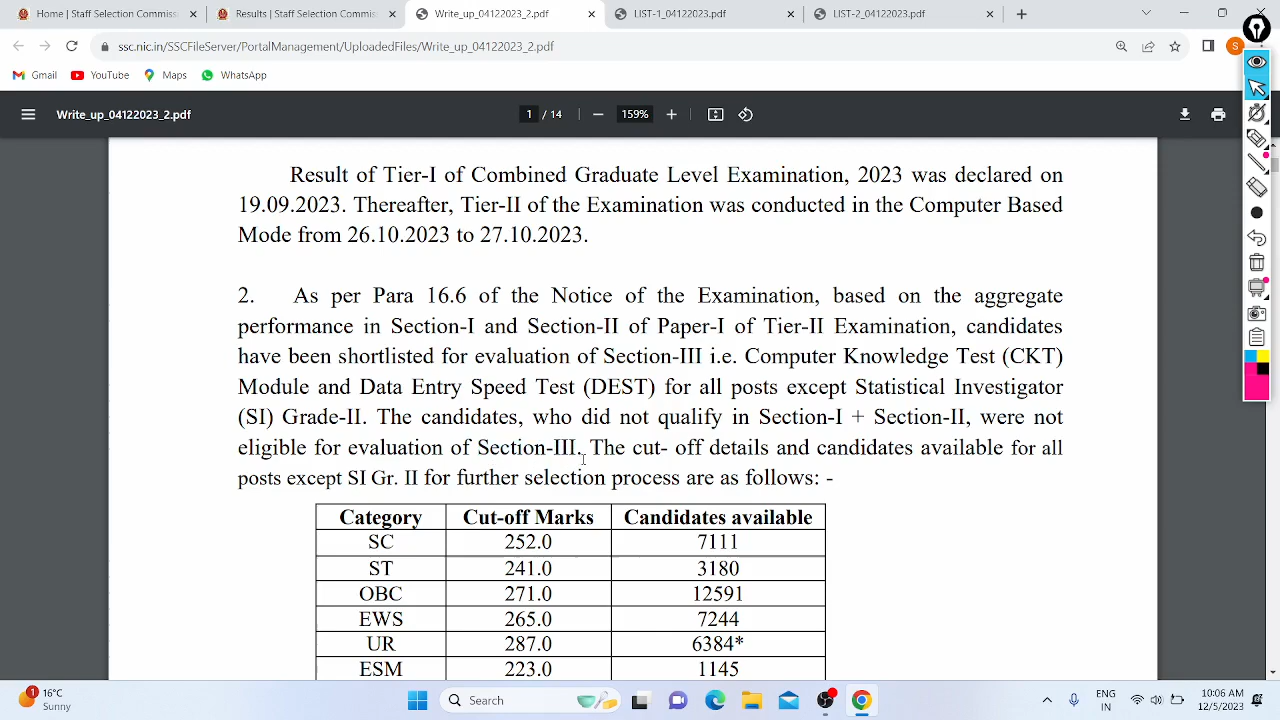 Home | Staff Selection Commiss
Results | Staff Selection Commis
Write_up_04122023_2.pdf
LIST-1_04122023.pdf
LIST-2_04122023.pdf
ssc.nic.in/SSCFileServer/PortalManagement/UploadedFiles/Write_up_04122023_2.pdf
S
Gmail
YouTube
Maps
WhatsApp
Write_up_04122023_2.pdf
1 / 14
159%
Result of Tier-I of Combined Graduate Level Examination, 2023 was declared on
19.09.2023. Thereafter, Tier-II of the Examination was conducted in the Computer Based
Mode from 26.10.2023 to 27.10.2023.
2. As per Para 16.6 of the Notice of the Examination, based on the aggregate
performance in Section-I and Section-II of Paper-I of Tier-II Examination, candidates
have been shortlisted for evaluation of Section-III i.e. Computer Knowledge Test (CKT)
Module and Data Entry Speed Test (DEST) for all posts except Statistical Investigator
(SI) Grade-II. The candidates, who did not qualify in Section-I + Section-II, were not
eligible for evaluation of Section-III. The cut- off details and candidates available for all
posts except SI Gr. II for further selection process are as follows: -
Category Cut-off Marks Candidates available
SC 252.0 7111
ST 241.0 3180
OBC 271.0 12591
EWS 265.0 7244
UR 287.0 6384*
ESM 223.0 1145
1
16°C
Sunny
Search
ENG
IN
10:06 AM
12/5/2023